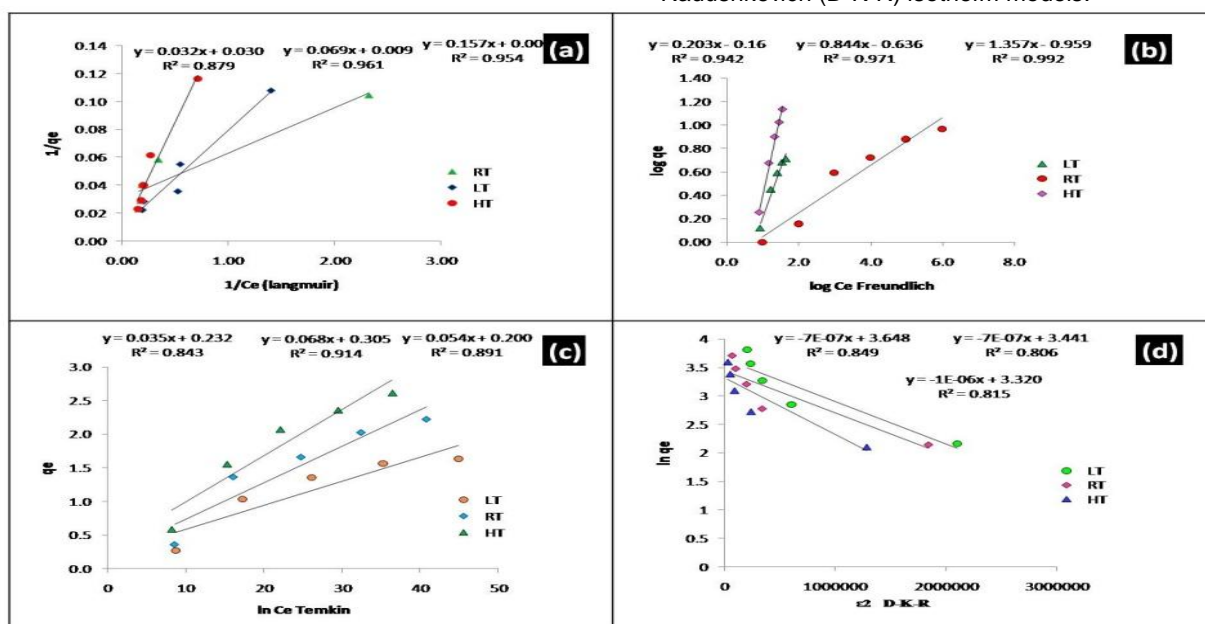 Radushkevich (D-K-R) isotherm models.
y = 0.032x + 0.030 y = 0.069x + 0.009 y = 0.157x + 0.00
R² = 0.879 R² = 0.961 R² = 0.954
(a)
0.14
0.12
0.10
0.08
0.06
0.04
0.02
0.00
1/qe
0.00 1.00 2.00 3.00
1/Ce (langmuir)
RT
LT
HT
y = 0.203x - 0.16 y = 0.844x - 0.636 y = 1.357x - 0.959
R² = 0.942 R² = 0.971 R² = 0.992
(b)
1.40
1.20
1.00
0.80
0.60
0.40
0.20
0.00
log qe
0.0 2.0 4.0 6.0 8.0
log Ce Freundlich
LT
RT
HT
y = 0.035x + 0.232 y = 0.068x + 0.305 y = 0.054x + 0.200
R² = 0.843 R² = 0.914 R² = 0.891
(c)
3.0
2.5
2.0
1.5
1.0
0.5
0.0
qe
0 10 20 30 40 50
ln Ce Temkin
LT
RT
HT
y = -7E-07x + 3.648 y = -7E-07x + 3.441
R² = 0.849 R² = 0.806
y = -1E-06x + 3.320
R² = 0.815
(d)
4
3.5
3
2.5
2
1.5
1
0.5
0
ln qe
0 1000000 2000000 3000000
ε2 D-K-R
LT
RT
HT